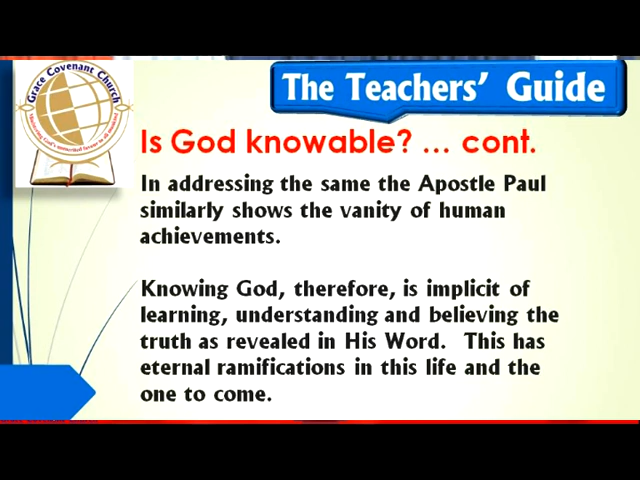 Grace Covenant Church
The Teachers' Guide
Is God knowable? ... cont.
In addressing the same the Apostle Paul
similarly shows the vanity of human
achievements.
Knowing God, therefore, is implicit of
learning, understanding and believing the
truth as revealed in His Word.  This has
eternal ramifications in this life and the
one to come.